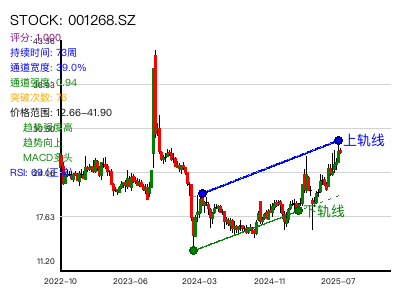 STOCK: 001268.SZ
评分: 1.000
持续时间: 73周
通道宽度: 39.0%
通道强度: 0.94
突破次数: 75
价格范围: 12.66~41.90
趋势强度高
趋势向上
MACD多头
上轨线
下轨线
17.63
11.20
2022-10
2023-06
2024-03
2024-11
2025-07